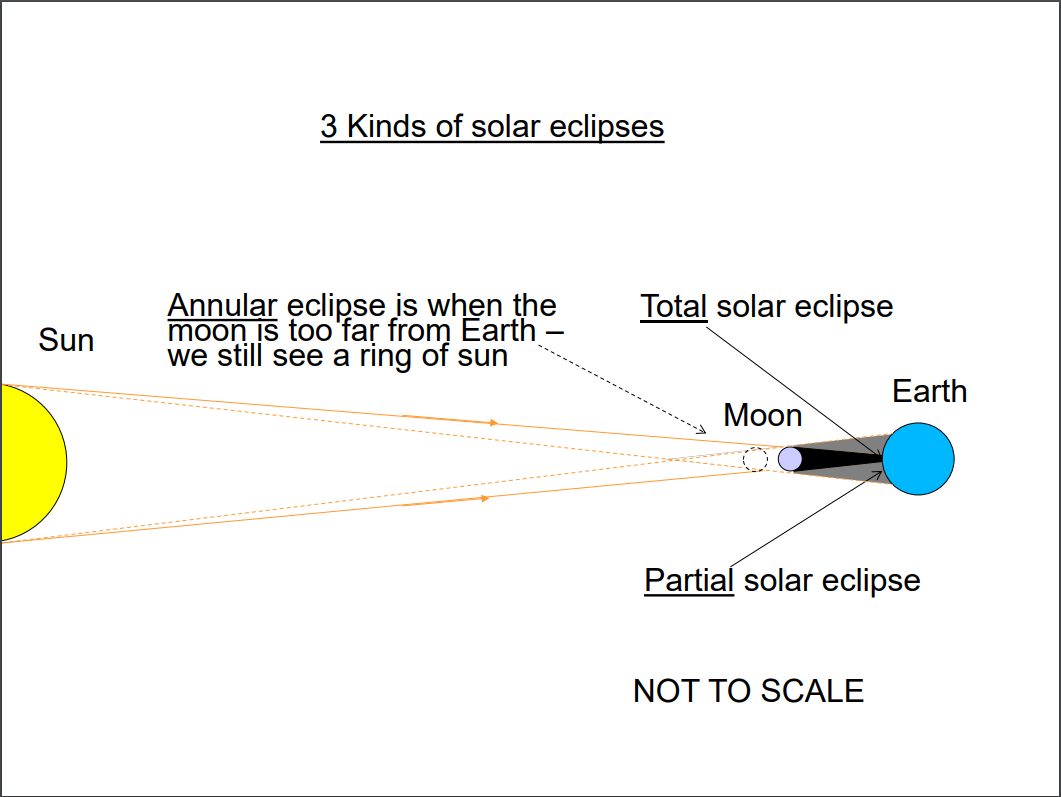 3 Kinds of solar eclipses
Annular eclipse is when the
moon is too far from Earth –
we still see a ring of sun
Total solar eclipse
Sun
Earth
Moon
Partial solar eclipse
NOT TO SCALE